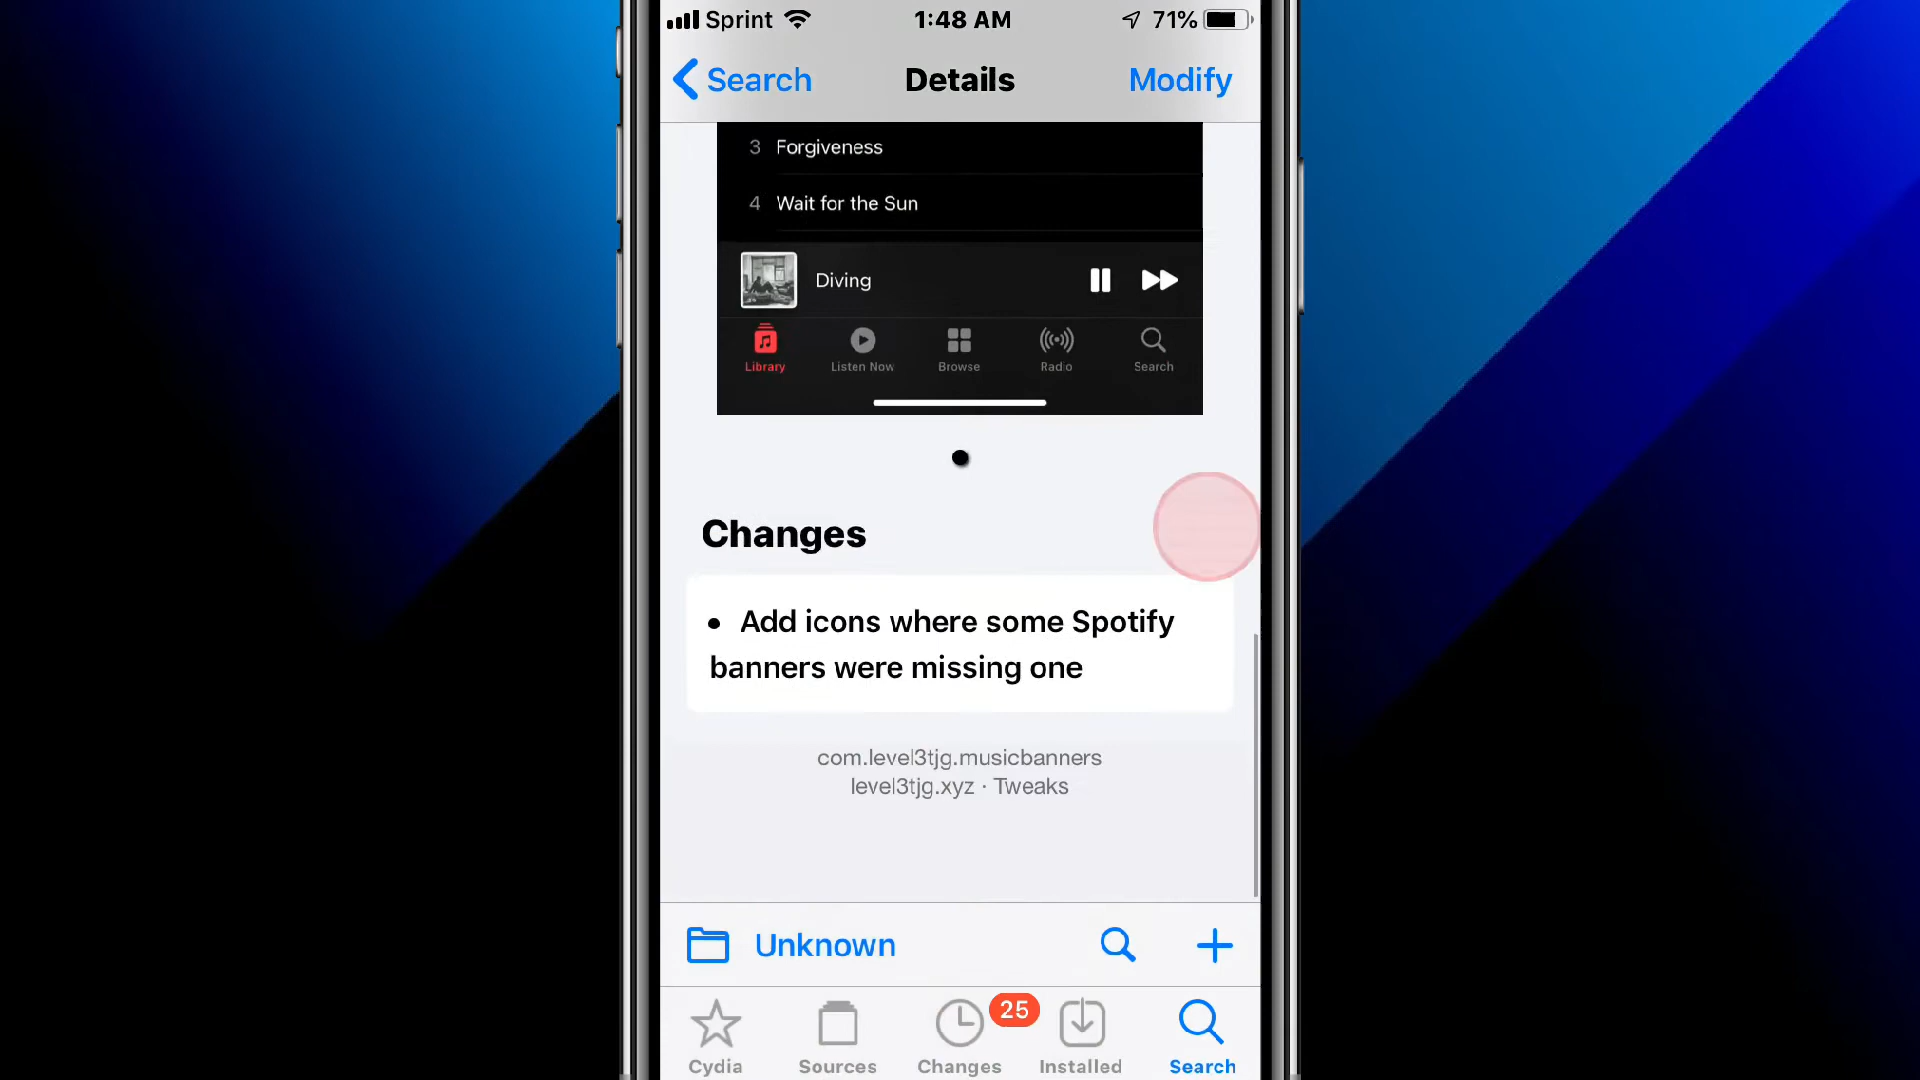 Sprint 1:48 AM 71%
Search Details Modify
3 Forgiveness
4 Wait for the Sun
Diving
Library Listen Now Browse Radio Search
Changes
• Add icons where some Spotify
banners were missing one
com.level3tjg.musicbanners
level3tjg.xyz · Tweaks
Unknown
25
Cydia Sources Changes Installed Search